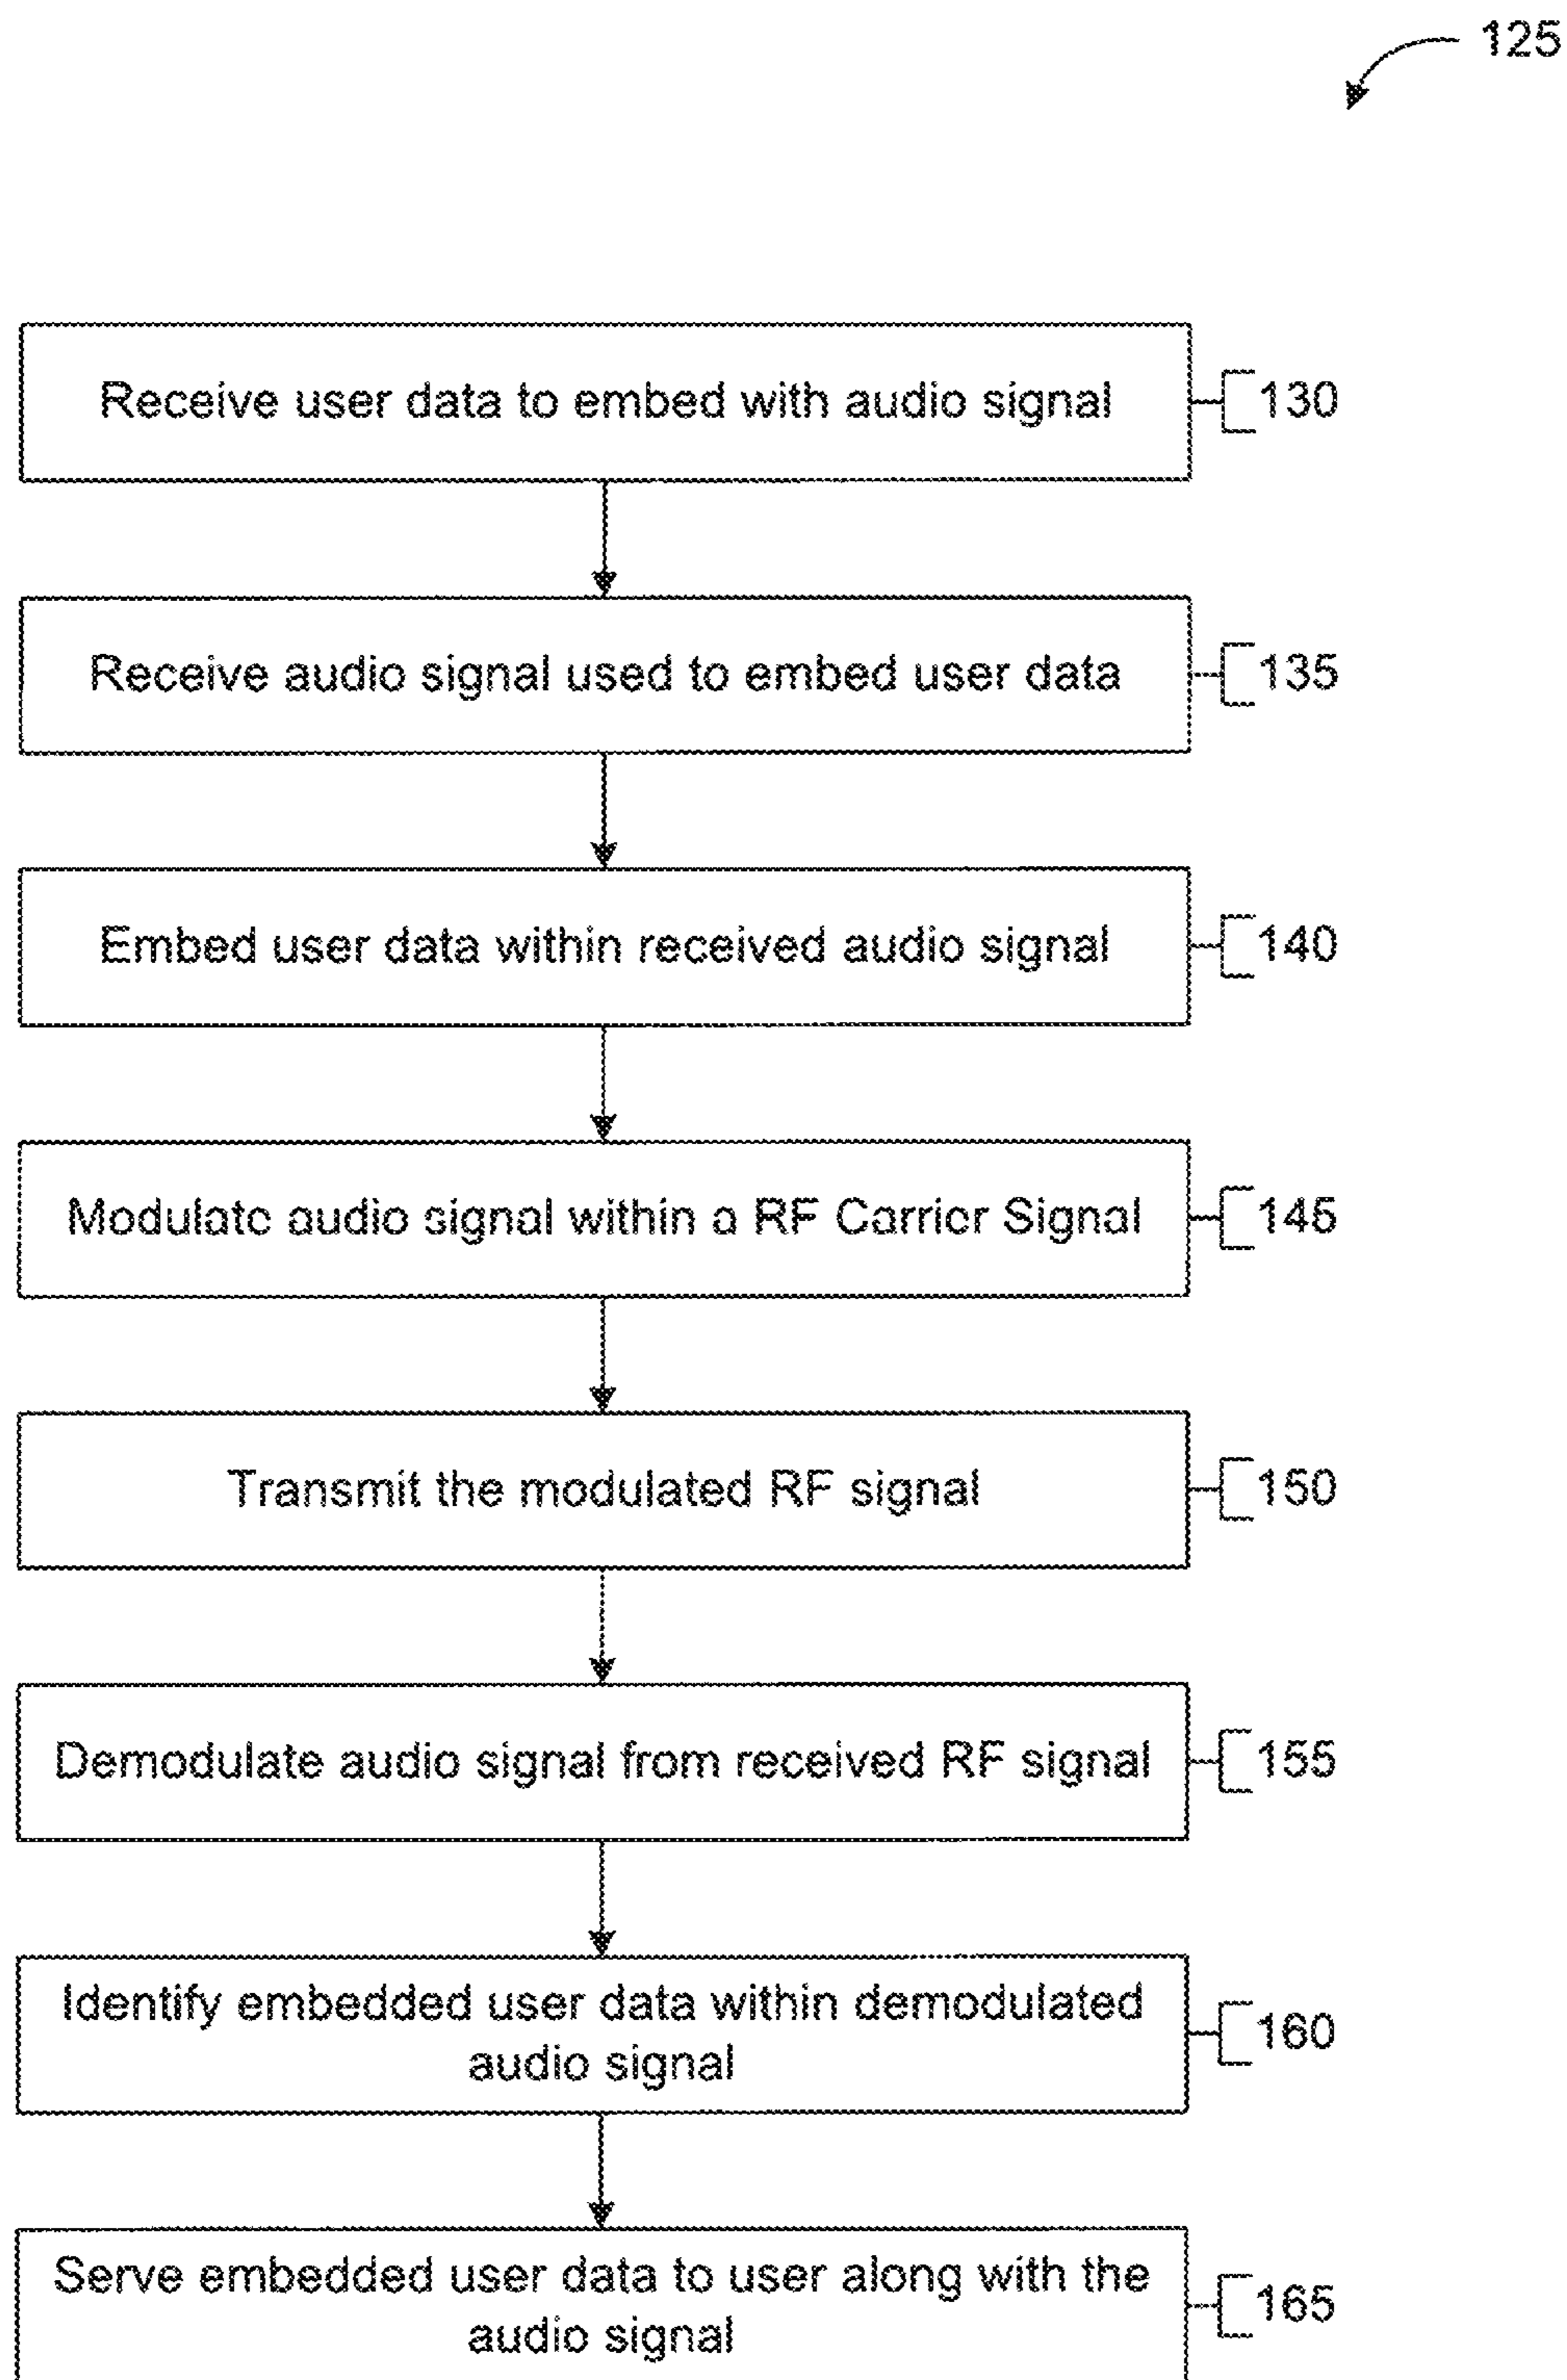 125
Receive user data to embed with audio signal
130
Receive audio signal used to embed user data
135
Embed user data within received audio signal
140
Modulate audio signal within a RF Carrier Signal
145
Transmit the modulated RF signal
150
Demodulate audio signal from received RF signal
155
Identify embedded user data within demodulated
audio signal
160
Serve embedded user data to user along with the
audio signal
165